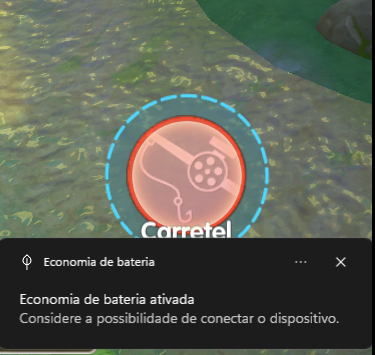 Carretel
Economia de bateria
Economia de bateria ativada
Considere a possibilidade de conectar o dispositivo.